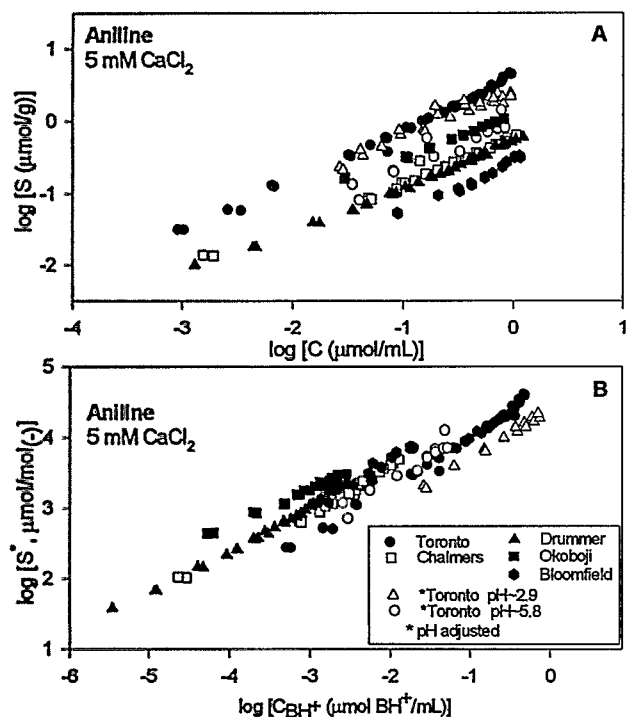 Aniline
5 mM CaCl2
A
log [S (μmol/g)]
1
0
-1
-2
-4
-3
-2
-1
0
1
log [C (μmol/mL)]
Aniline
5 mM CaCl2
B
log [S*, μmol/mol(-)]
5
4
3
2
1
0
Toronto
Chalmers
Drummer
Okoboji
Bloomfield
*Toronto pH~2.9
*Toronto pH~5.8
* pH adjusted
-6
-5
-4
-3
-2
-1
0
log [CBH+ (μmol BH+/mL)]